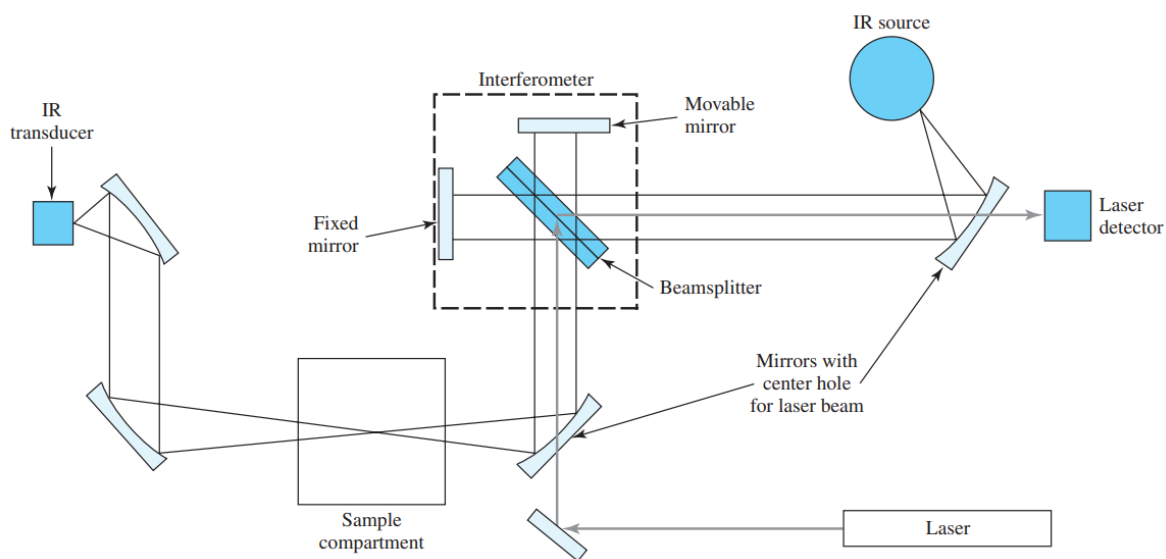 IR source
Interferometer
IR
transducer
Movable
mirror
Fixed
mirror
Laser
detector
Beamsplitter
Mirrors with
center hole
for laser beam
Sample
compartment
Laser